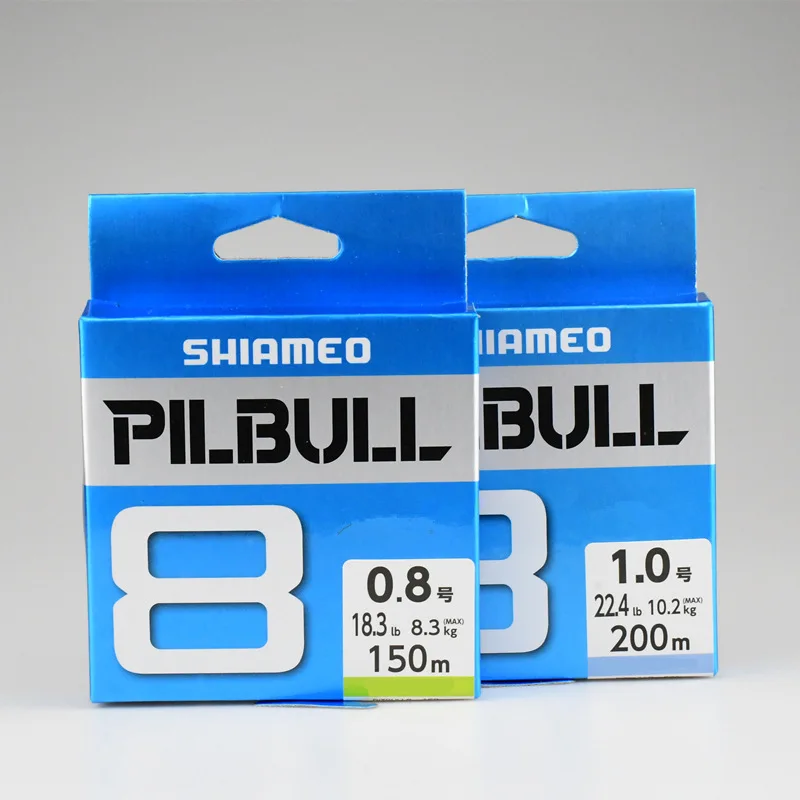 SHIAMEO
PILBULL
8
0.8号
18.3 lb 8.3 kg (MAX)
150m
IAMEO
BULL
8
1.0号
22.4 lb 10.2 kg (MAX)
200m